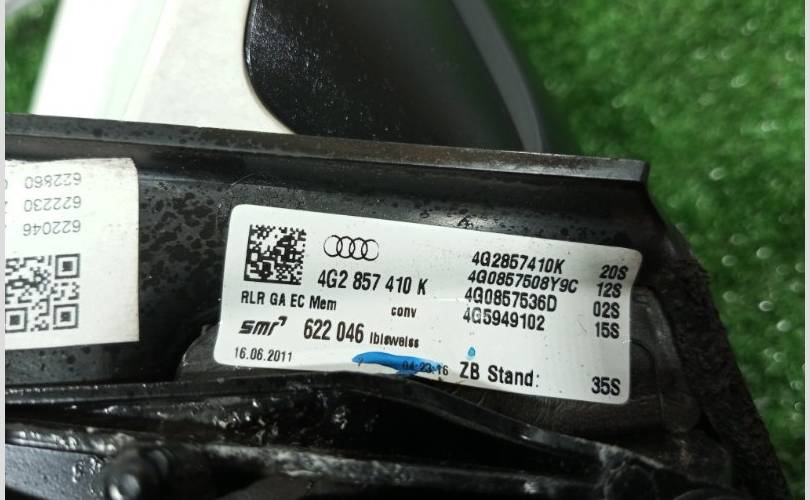 4G2 857 410 K
RLR GA EC Mem
conv
smr 622 046 Ibisweiss
16.06.2011
04:23:16
4G2857410K 20S
4G0857508Y9C 12S
4G0857536D 02S
4G5949102 15S
ZB Stand: 35S
622046
622230
622860